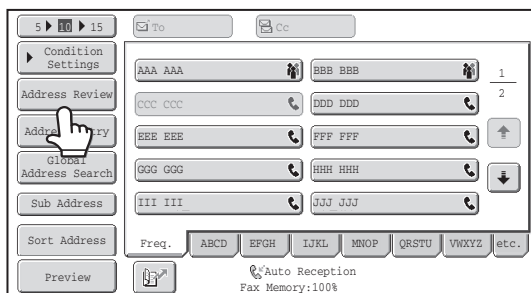 5 10 15
To
Cc
Condition
Settings
Address Review
Global
Address Search
Sub Address
Sort Address
Preview
AAA AAA
BBB BBB
CCC CCC
DDD DDD
EEE EEE
FFF FFF
GGG GGG
HHH HHH
III III
JJJ JJJ
1
2
Freq.
ABCD
EFGH
IJKL
MNOP
QRSTU
VWXYZ
etc.
Auto Reception
Fax Memory:100%